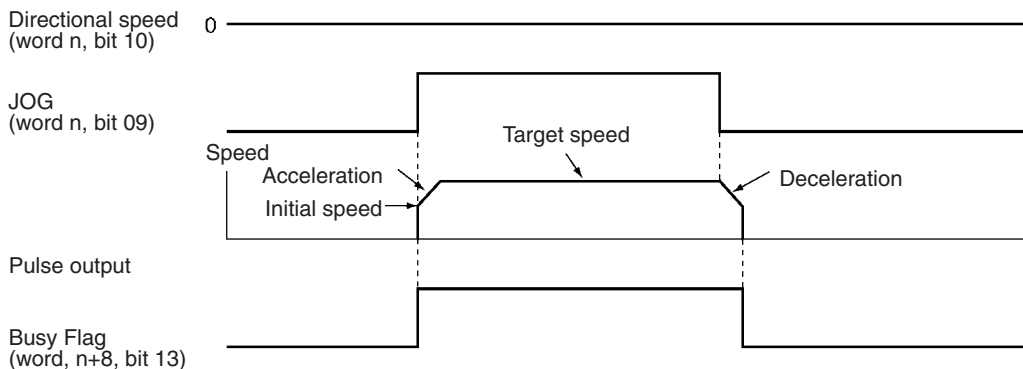 Directional speed
(word n, bit 10)
0
JOG
(word n, bit 09)
Speed
Target speed
Acceleration
Deceleration
Initial speed
Pulse output
Busy Flag
(word, n+8, bit 13)